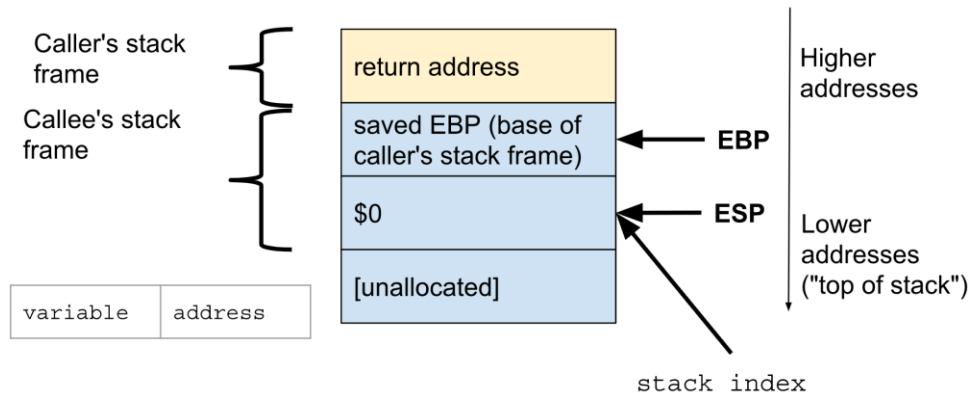 Caller's stack
frame
Callee's stack
frame
return address
saved EBP (base of
caller's stack frame)
$0
[unallocated]
EBP
ESP
Higher
addresses
Lower
addresses
("top of stack")
variable address
stack index